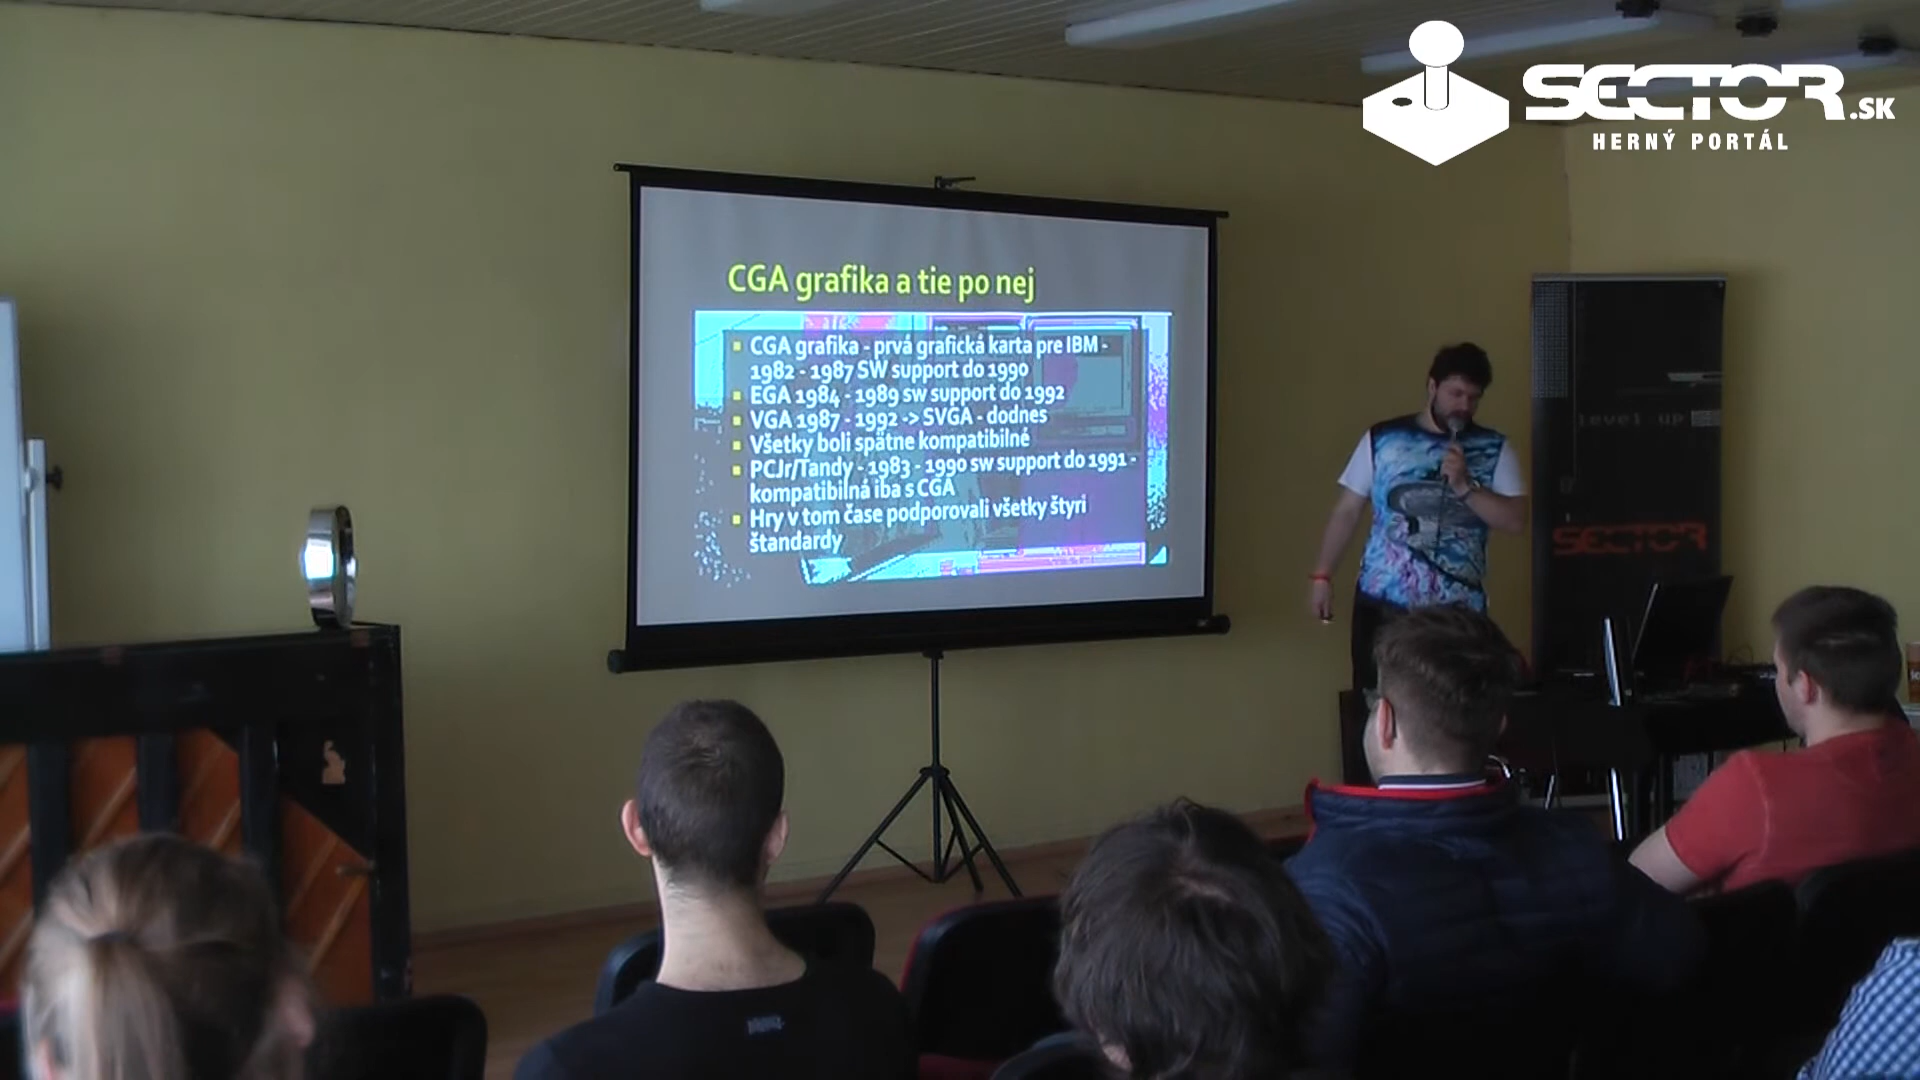 SECTOR.SK
HERNÝ PORTÁL
CGA grafika a tie po nej
CGA grafika - prvá grafická karta pre IBM -
1982 - 1987 SW support do 1990
EGA 1984 - 1989 sw support do 1992
VGA 1987 - 1992 -> SVGA - dodnes
Všetky boli spätne kompatibilné
PCJr/Tandy - 1983 - 1990 sw support do 1991 -
kompatibilná iba s CGA
Hry v tom čase podporovali všetky štyri
štandardy
level up
SECTOR